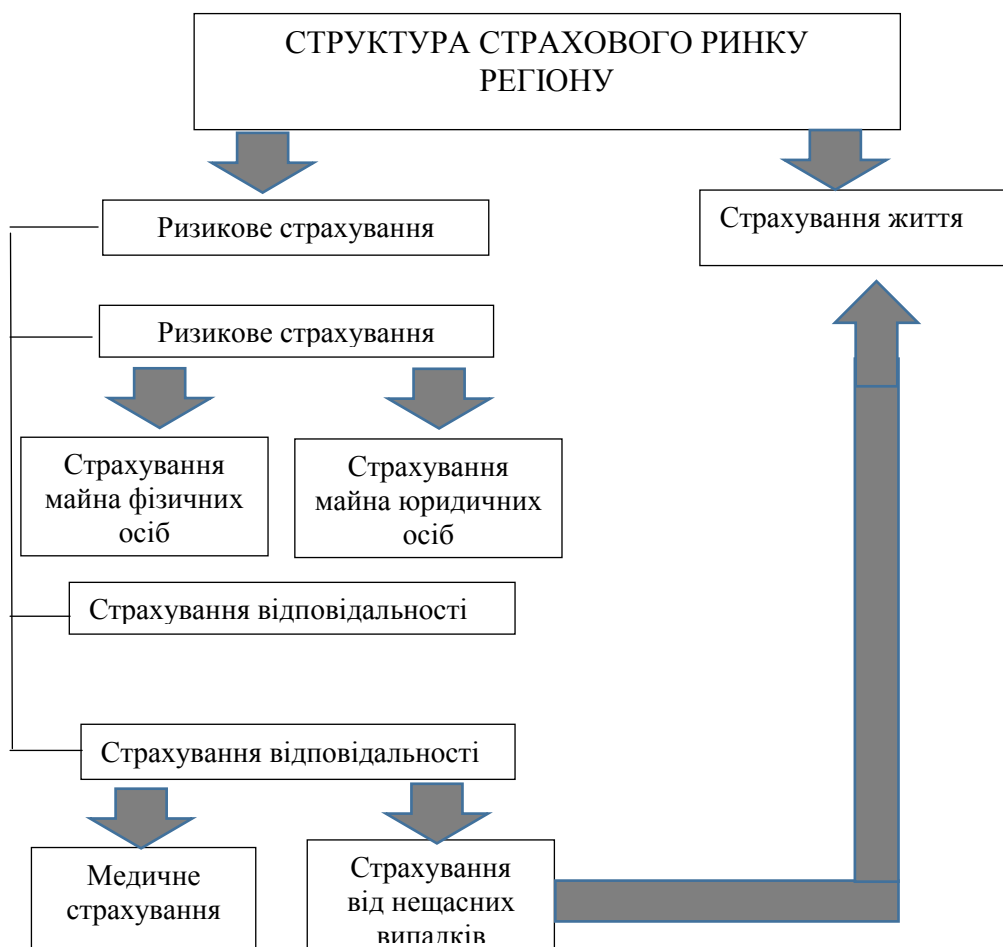 СТРУКТУРА СТРАХОВОГО РИНКУ
РЕГІОНУ
Ризикове страхування
Страхування життя
Ризикове страхування
Страхування
майна фізичних
осіб
Страхування
майна юридичних
осіб
Страхування відповідальності
Страхування відповідальності
Медичне
страхування
Страхування
від нещасних
випадків